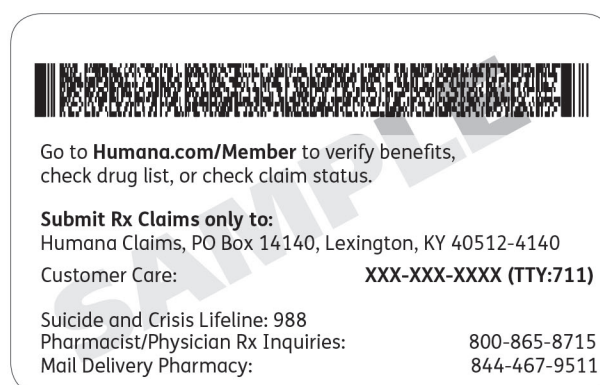 SAMPLE
Go to Humana.com/Member to verify benefits,
check drug list, or check claim status.
Submit Rx Claims only to:
Humana Claims, PO Box 14140, Lexington, KY 40512-4140
Customer Care: XXX-XXX-XXXX (TTY:711)
Suicide and Crisis Lifeline: 988
Pharmacist/Physician Rx Inquiries: 800-865-8715
Mail Delivery Pharmacy: 844-467-9511